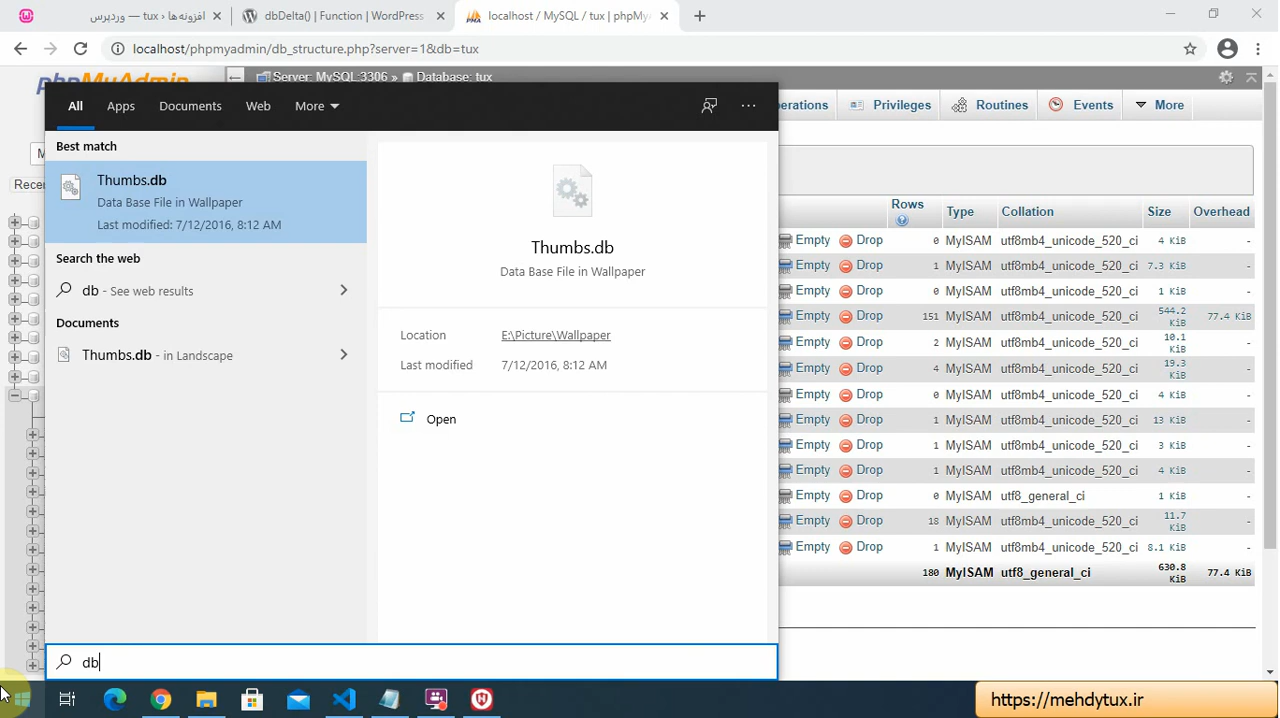 افزونه‌ها ‹ tux — وردپرس
dbDelta() | Function | WordPress
localhost / MySQL / tux | phpMyA
localhost/phpmyadmin/db_structure.php?server=1&db=tux
phpMyAdmin
Server: MySQL-3306 » Database: tux
All Apps Documents Web More
perations Privileges Routines Events More
Best match
Thumbs.db
Data Base File in Wallpaper
Last modified: 7/12/2016, 8:12 AM
Search the web
db - See web results
Documents
Thumbs.db - in Landscape
Thumbs.db
Data Base File in Wallpaper
Location E:\Picture\Wallpaper
Last modified 7/12/2016, 8:12 AM
Open
M
Recen
Rows Type Collation Size Overhead
Empty Drop 0 MyISAM utf8mb4_unicode_520_ci 4 KiB -
Empty Drop 1 MyISAM utf8mb4_unicode_520_ci 7.3 KiB -
Empty Drop 0 MyISAM utf8mb4_unicode_520_ci 1 KiB -
Empty Drop 151 MyISAM utf8mb4_unicode_520_ci 544.2 KiB 77.4 KiB
Empty Drop 2 MyISAM utf8mb4_unicode_520_ci 10.1 KiB -
Empty Drop 4 MyISAM utf8mb4_unicode_520_ci 19.3 KiB -
Empty Drop 0 MyISAM utf8mb4_unicode_520_ci 4 KiB -
Empty Drop 1 MyISAM utf8mb4_unicode_520_ci 13 KiB -
Empty Drop 1 MyISAM utf8mb4_unicode_520_ci 3 KiB -
Empty Drop 1 MyISAM utf8mb4_unicode_520_ci 4 KiB -
Empty Drop 0 MyISAM utf8_general_ci 1 KiB -
Empty Drop 18 MyISAM utf8mb4_unicode_520_ci 11.7 KiB -
Empty Drop 1 MyISAM utf8mb4_unicode_520_ci 8.1 KiB -
180 MyISAM utf8_general_ci 630.8 KiB 77.4 KiB
db
https://mehdytux.ir